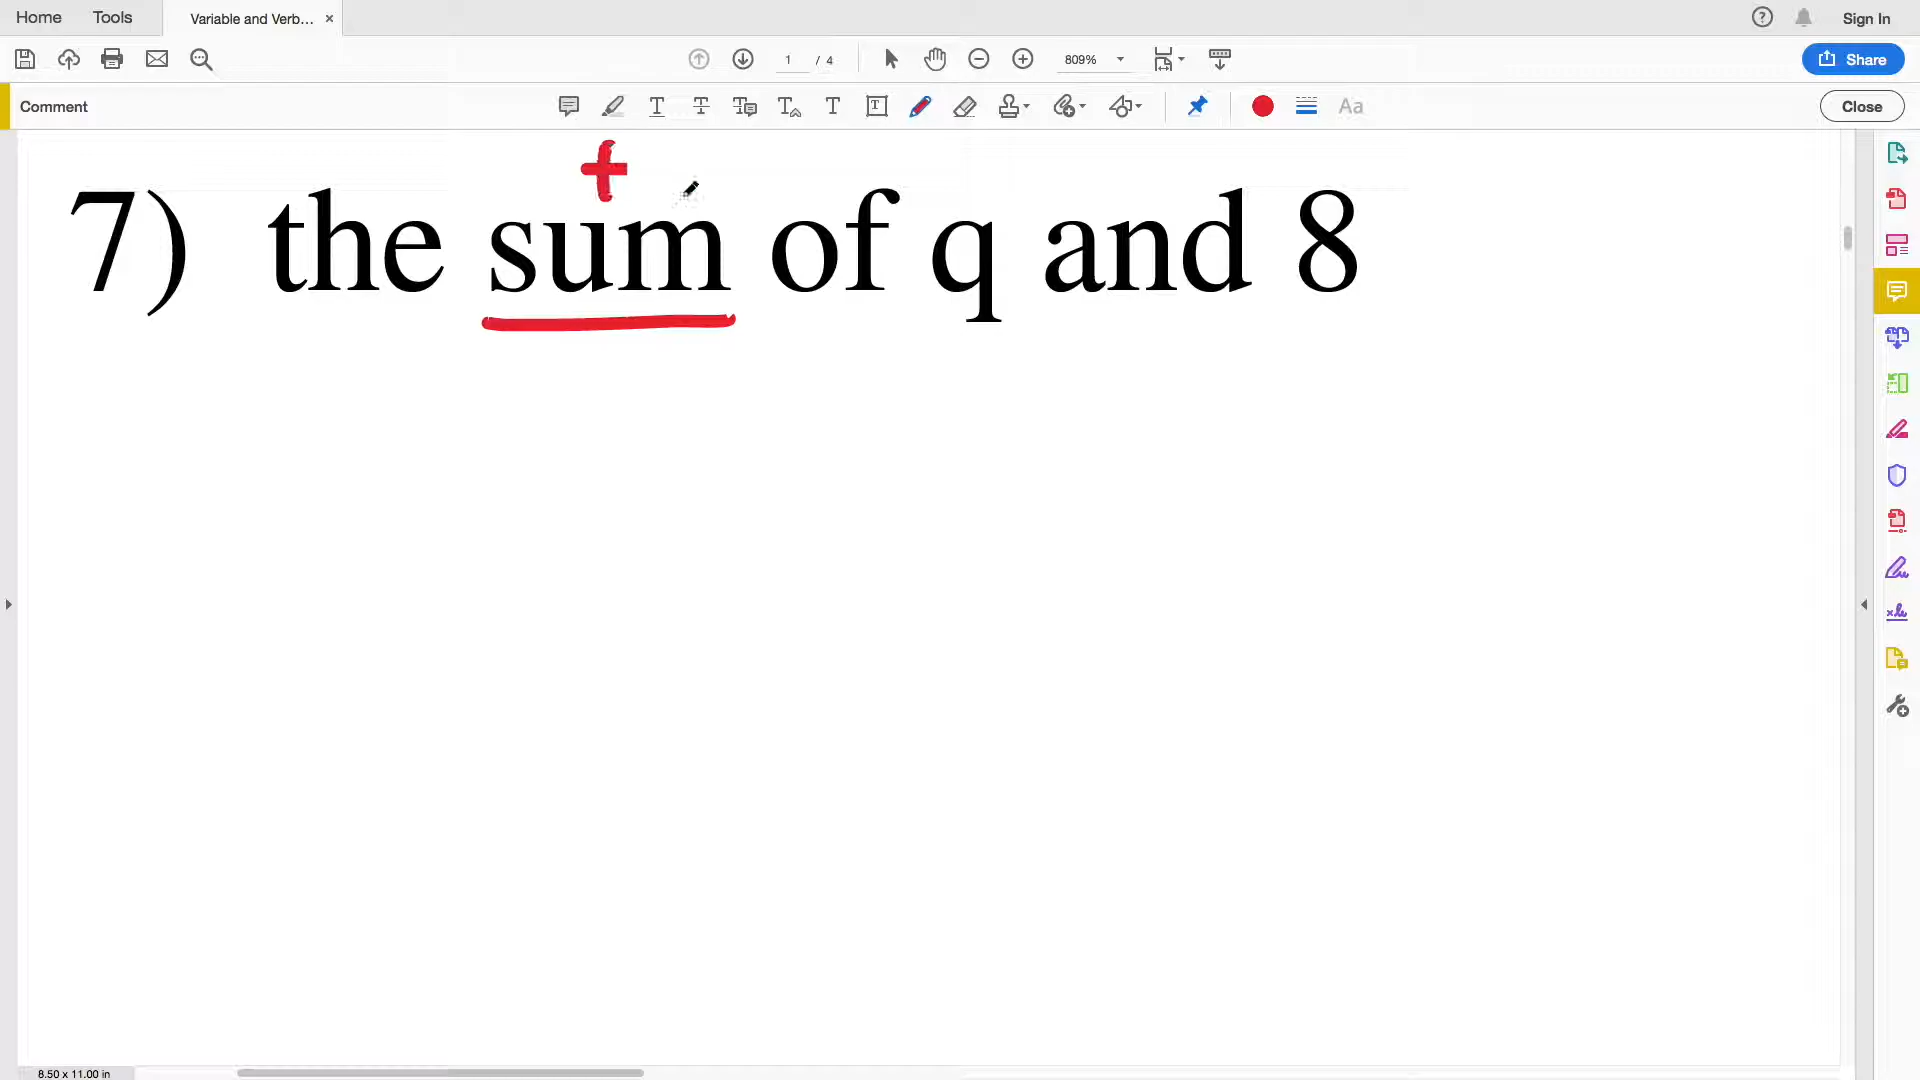 Home Tools Variable and Verb... × Sign In
1 / 4 809% Share
Comment Aa Close
+
7) the sum of q and 8
8.50 x 11.00 in